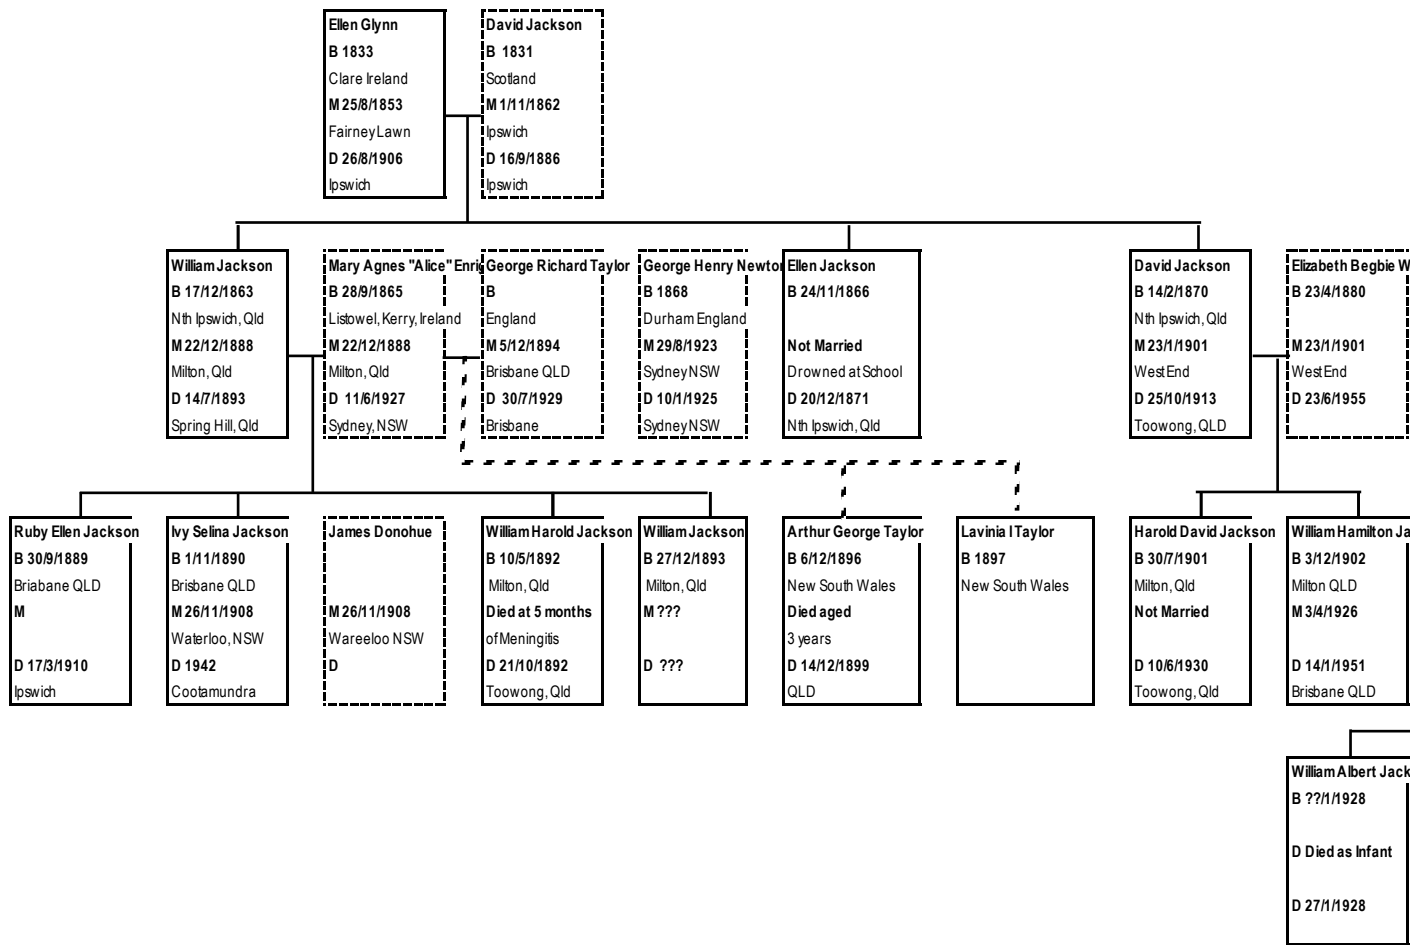 Ellen Glynn
B 1833
Clare Ireland
M 25/8/1853
Fairney Lawn
D 26/8/1906
Ipswich
David Jackson
B 1831
Scotland
M 1/11/1862
Ipswich
D 16/9/1886
Ipswich
William Jackson
B 17/12/1863
Nth Ipswich, Qld
M 22/12/1888
Milton, Qld
D 14/7/1893
Spring Hill, Qld
Mary Agnes "Alice"
B 28/9/1865
Listowel, Kerry, Ireland
M 22/12/1888
Milton, Qld
D 11/6/1927
Sydney, NSW
George Richard Taylor
B
England
M 5/12/1894
Brisbane QLD
D 30/7/1929
Brisbane
George Henry
B 1868
Durham England
M 29/8/1923
Sydney NSW
D 10/1/1925
Sydney NSW
Ellen Jackson
B 24/11/1866
Not Married
Drowned at School
D 20/12/1871
Nth Ipswich, Qld
David Jackson
B 14/2/1870
Nth Ipswich, Qld
M 23/1/1901
West End
D 25/10/1913
Toowong, QLD
Elizabeth Begbie W
B 23/4/1880
M 23/1/1901
West End
D 23/6/1955
Ruby Ellen Jackson
B 30/9/1889
Briabane QLD
M
D 17/3/1910
Ipswich
Ivy Selina Jackson
B 1/11/1890
Brisbane QLD
M 26/11/1908
Waterloo, NSW
D 1942
Cootamundra
James Donohue
M 26/11/1908
Wareeloo NSW
D
William Harold Jackson
B 10/5/1892
Milton, Qld
Died at 5 months
of Meningitis
D 21/10/1892
Toowong, Qld
William Jackson
B 27/12/1893
Milton, Qld
M ???
D ???
Arthur George Taylor
B 6/12/1896
New South Wales
Died aged
3 years
D 14/12/1899
QLD
Lavinia I Taylor
B 1897
New South Wales
Harold David Jackson
B 30/7/1901
Milton, Qld
Not Married
D 10/6/1930
Toowong, Qld
William Hamilton Ja
B 3/12/1902
Milton QLD
M 3/4/1926
D 14/1/1951
Brisbane QLD
William Albert Jack
B ??/1/1928
D Died as Infant
D 27/1/1928